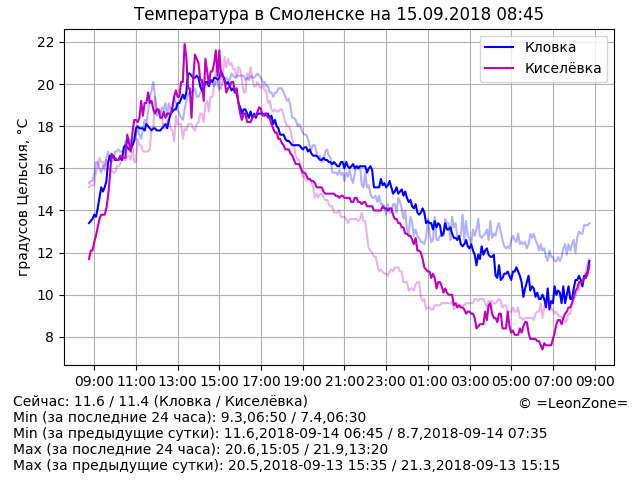 Температура в Смоленске на 15.09.2018 08:45
градусов Цельсия, °C
22
20
18
16
14
12
10
8
Кловка
Киселёвка
09:00 11:00 13:00 15:00 17:00 19:00 21:00 23:00 01:00 03:00 05:00 07:00 09:00
Сейчас: 11.6 / 11.4 (Кловка / Киселёвка)
© =LeonZone=
Min (за последние 24 часа): 9.3,06:50 / 7.4,06:30
Min (за предыдущие сутки): 11.6,2018-09-14 06:45 / 8.7,2018-09-14 07:35
Max (за последние 24 часа): 20.6,15:05 / 21.9,13:20
Max (за предыдущие сутки): 20.5,2018-09-13 15:35 / 21.3,2018-09-13 15:15